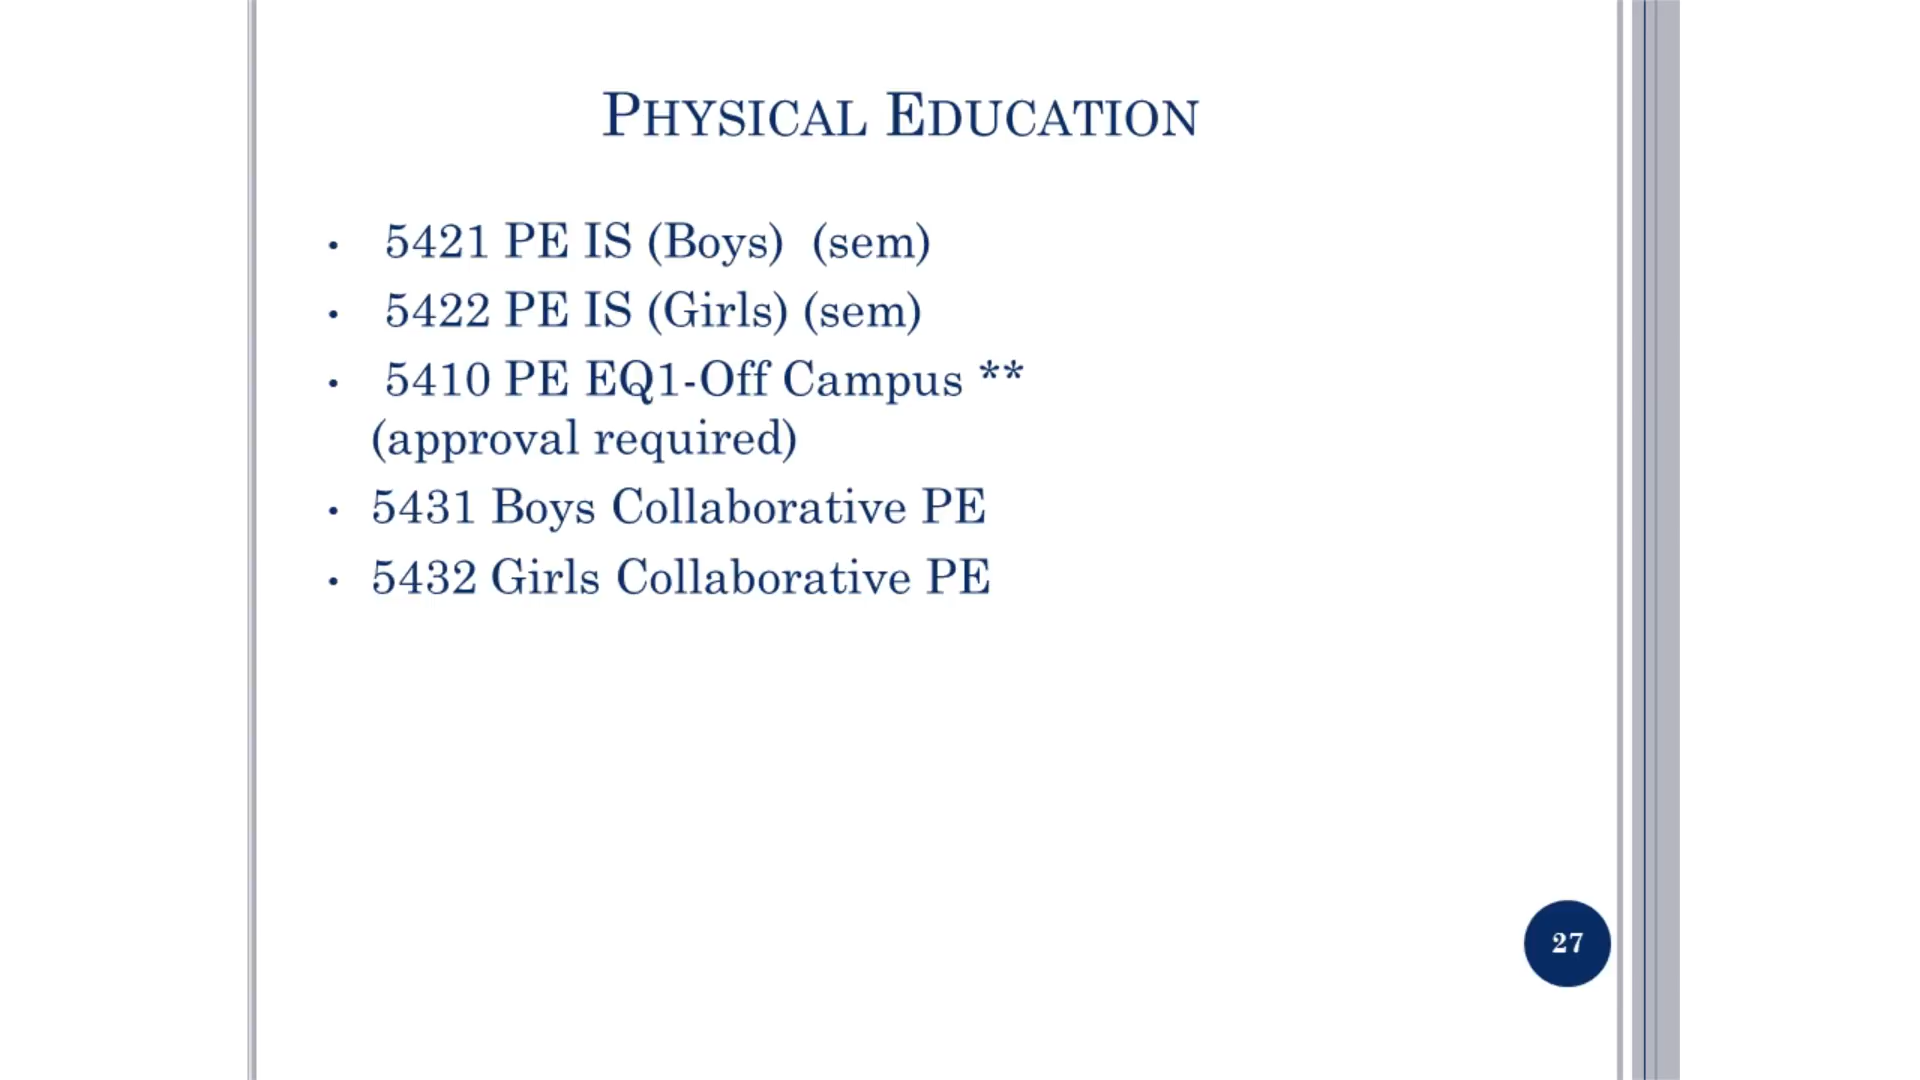 PHYSICAL EDUCATION
• 5421 PE IS (Boys)  (sem)
• 5422 PE IS (Girls) (sem)
• 5410 PE EQ1-Off Campus **
(approval required)
• 5431 Boys Collaborative PE
• 5432 Girls Collaborative PE
27